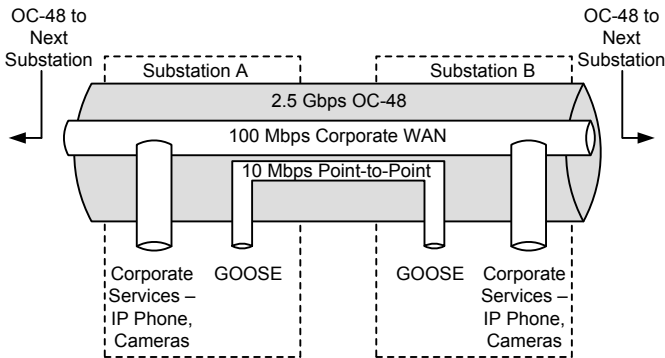 OC-48 to
Next
Substation
OC-48 to
Next
Substation
Substation A
Substation B
2.5 Gbps OC-48
100 Mbps Corporate WAN
10 Mbps Point-to-Point
Corporate
Services –
IP Phone,
Cameras
GOOSE
GOOSE
Corporate
Services –
IP Phone,
Cameras